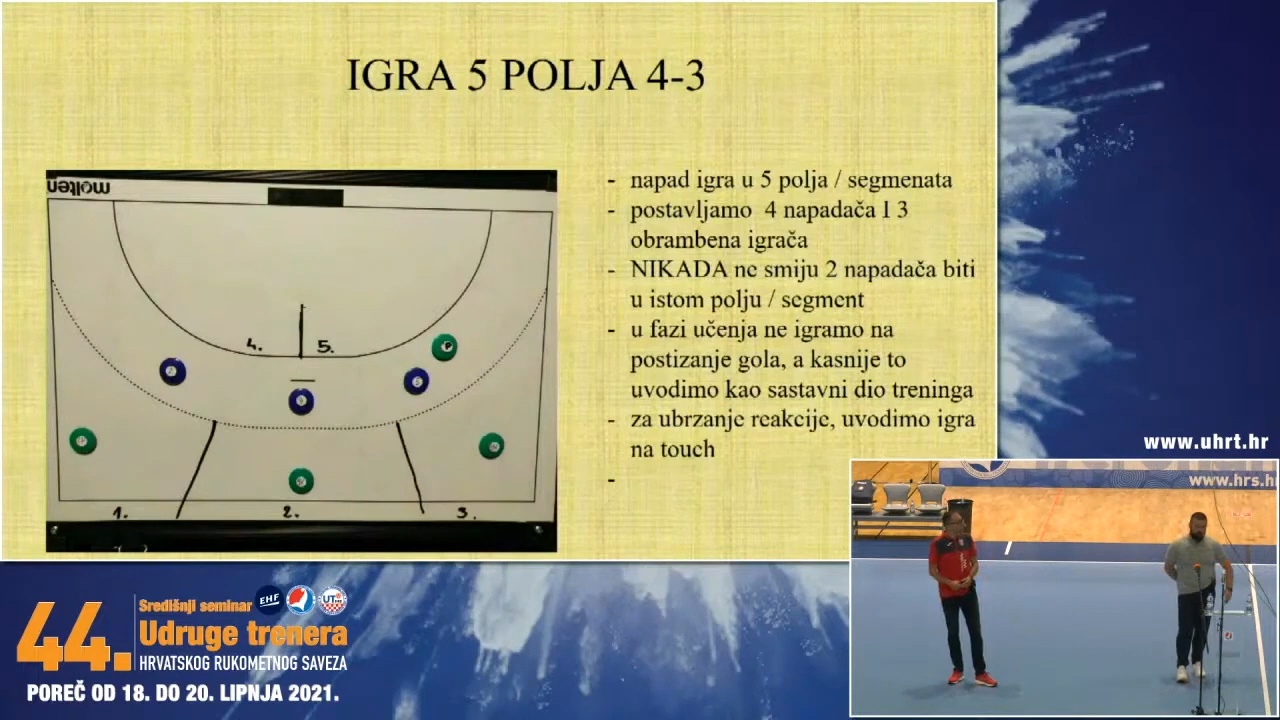 IGRA 5 POLJA 4-3
molten
4.
5.
1.
2.
3.
- napad igra u 5 polja / segmenata
- postavljamo 4 napadača I 3
obrambena igrača
- NIKADA ne smiju 2 napadača biti
u istom polju / segment
- u fazi učenja ne igramo na
postizanje gola, a kasnije to
uvodimo kao sastavni dio treninga
- za ubrzanje reakcije, uvodimo igra
na touch
-
www.uhrt.hr
www.hrs.h
44.
Središnji seminar
EHF
UT
Udruge trenera
HRVATSKOG RUKOMETNOG SAVEZA
POREČ OD 18. DO 20. LIPNJA 2021.